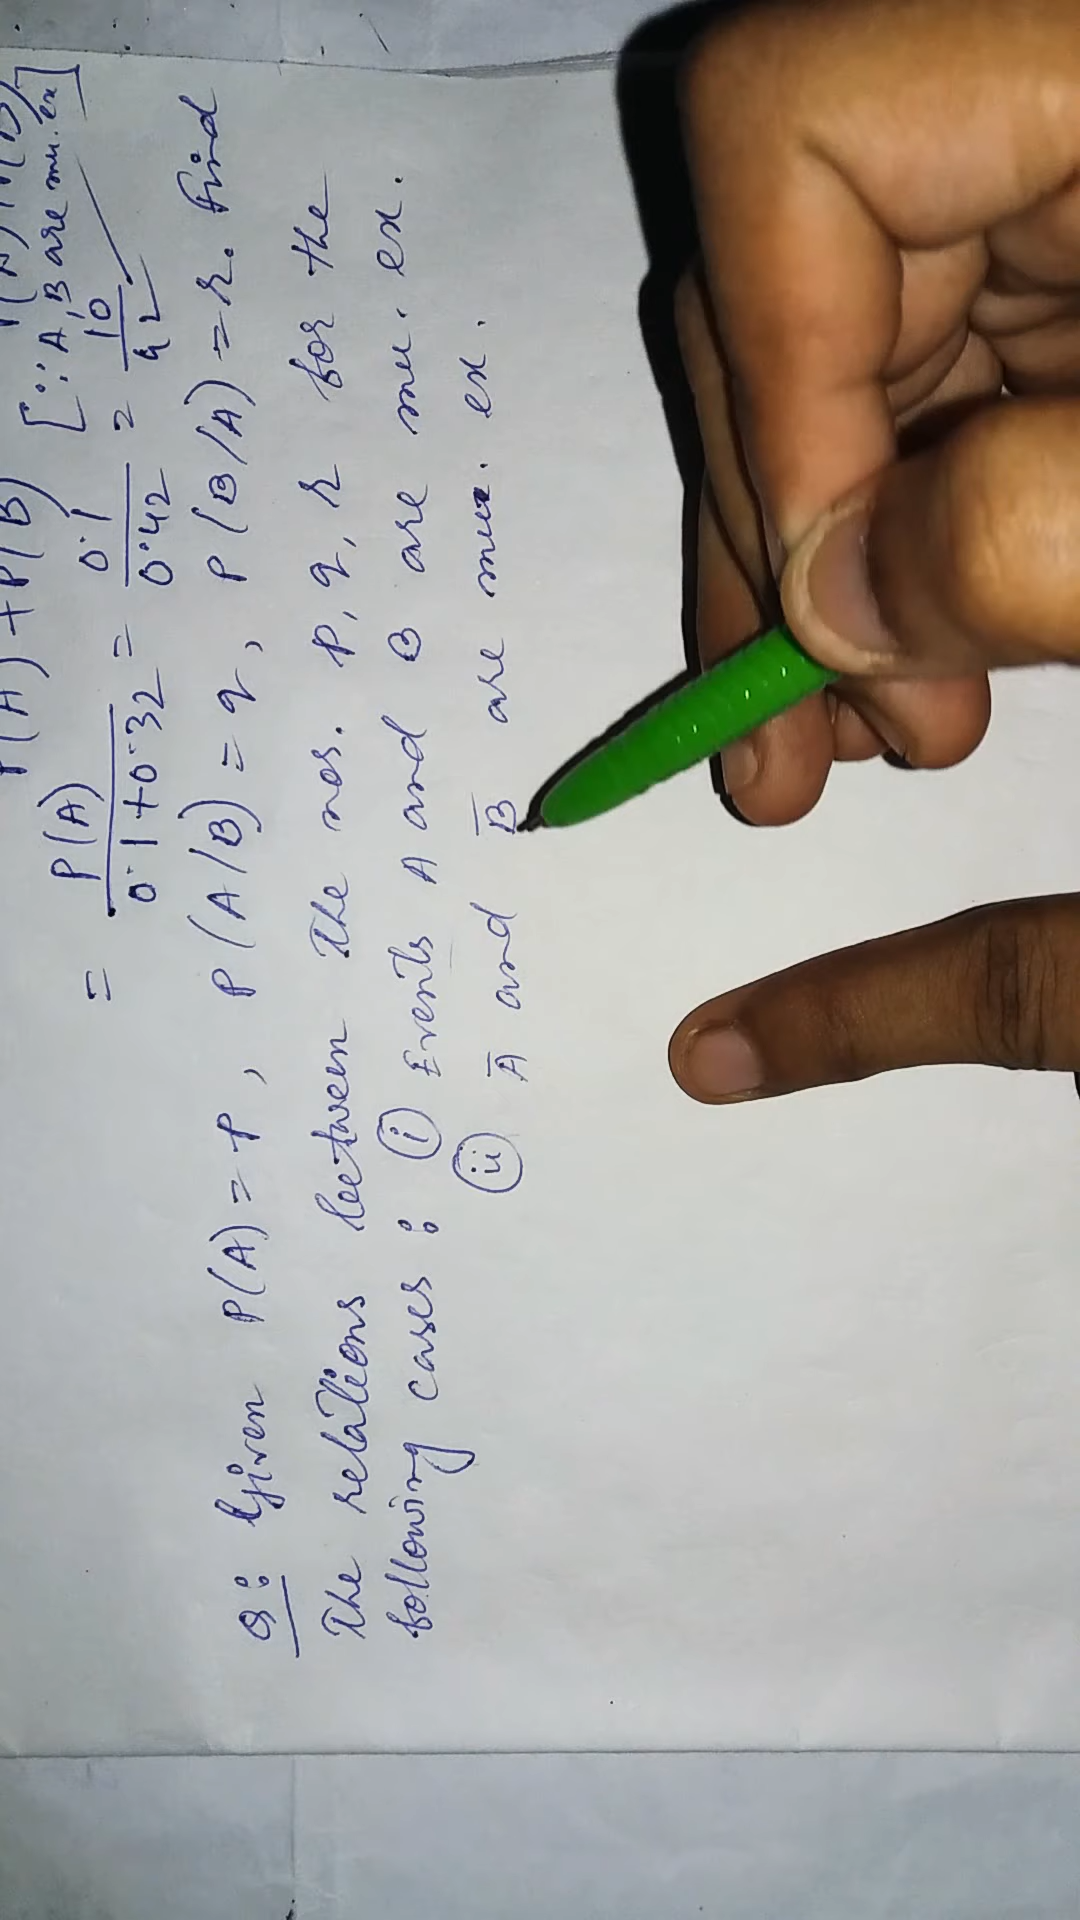 P(A) + P(B)
= P(A) / 0.1+0.32 = 0.1 / 0.42 = 10 / 42 [∵ A, B are mu. ex]
Q: Given P(A) = p, P(A/B) = q, P(B/A) = r. Find
the relations between the nos. p, q, r for the
following cases: (i) Events A and B are mu. ex.
(ii) A̅ and B̅ are mu. ex.